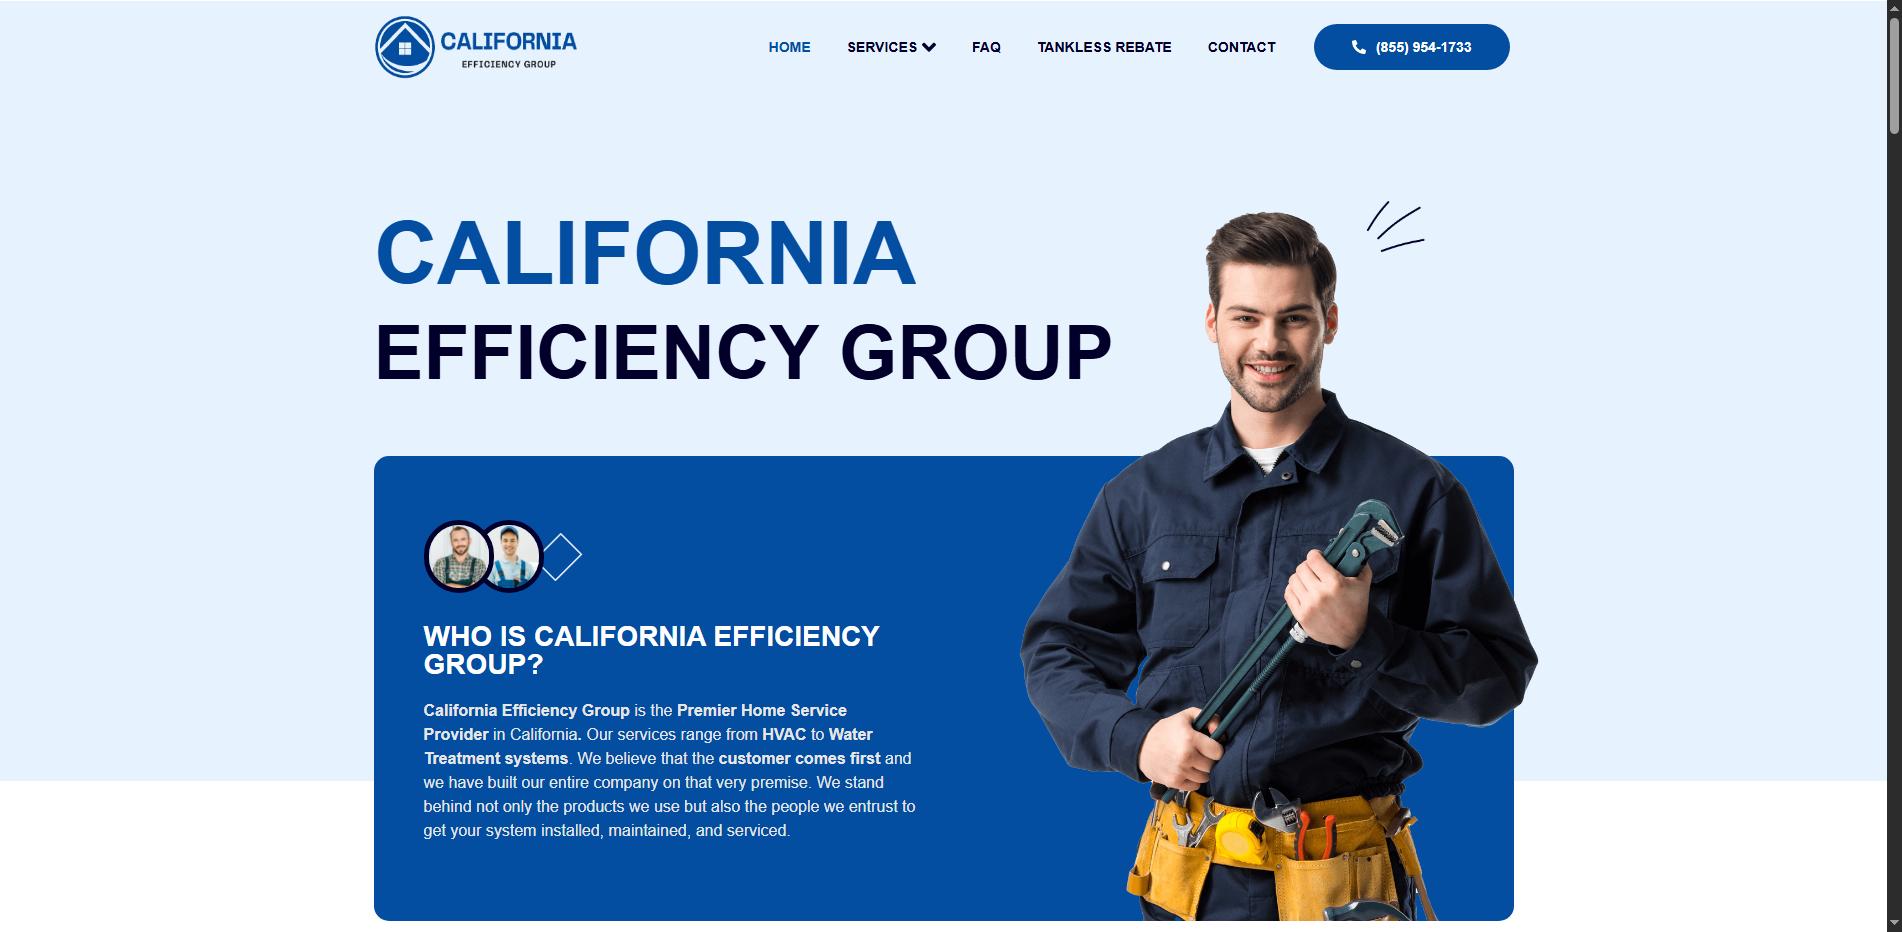 CALIFORNIA
EFFICIENCY GROUP
HOME
SERVICES
FAQ
TANKLESS REBATE
CONTACT
(855) 954-1733
CALIFORNIA
EFFICIENCY GROUP
WHO IS CALIFORNIA EFFICIENCY
GROUP?
California Efficiency Group is the Premier Home Service
Provider in California. Our services range from HVAC to Water
Treatment systems. We believe that the customer comes first and
we have built our entire company on that very premise. We stand
behind not only the products we use but also the people we entrust to
get your system installed, maintained, and serviced.